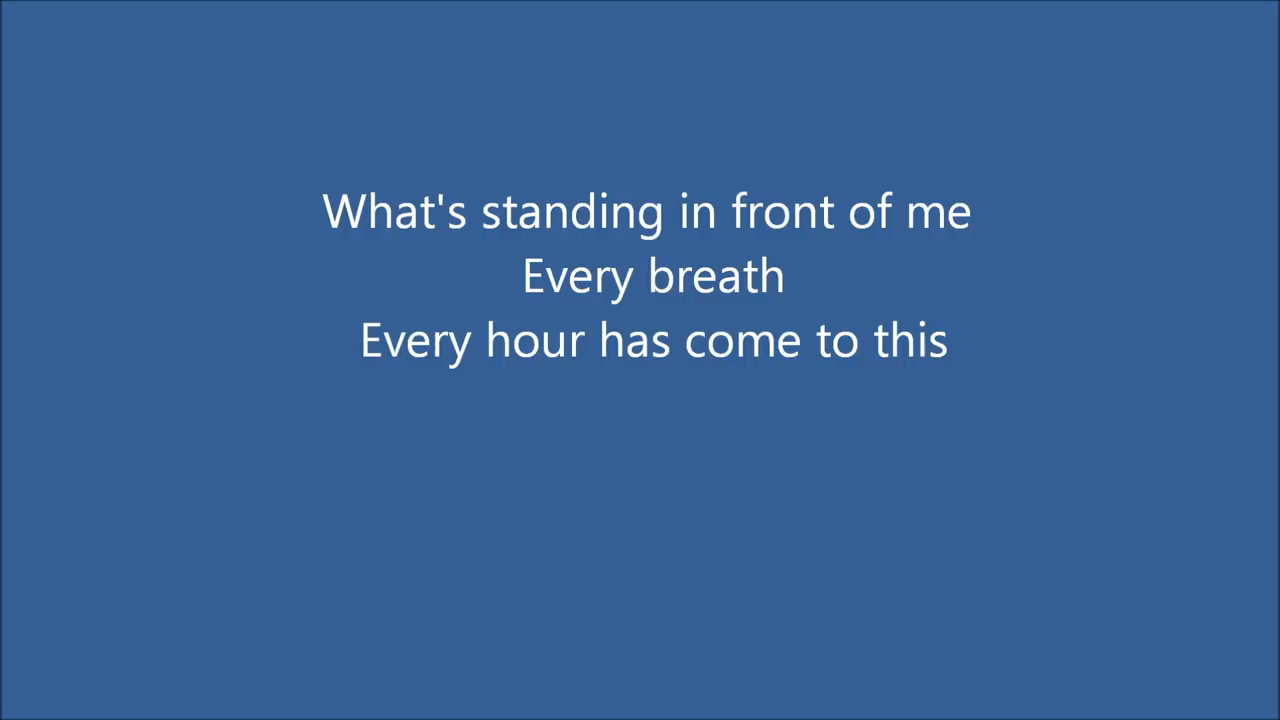 What's standing in front of me
Every breath
Every hour has come to this